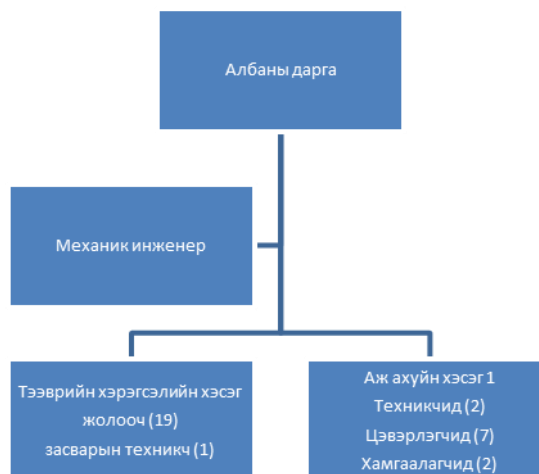 Албаны дарга
Механик инженер
Тээврийн хэрэгсэлийн хэсэг
жолооч (19)
засварын техникч (1)
Аж ахуйн хэсэг 1
Техникчид (2)
Цэвэрлэгчид (7)
Хамгаалагчид (2)